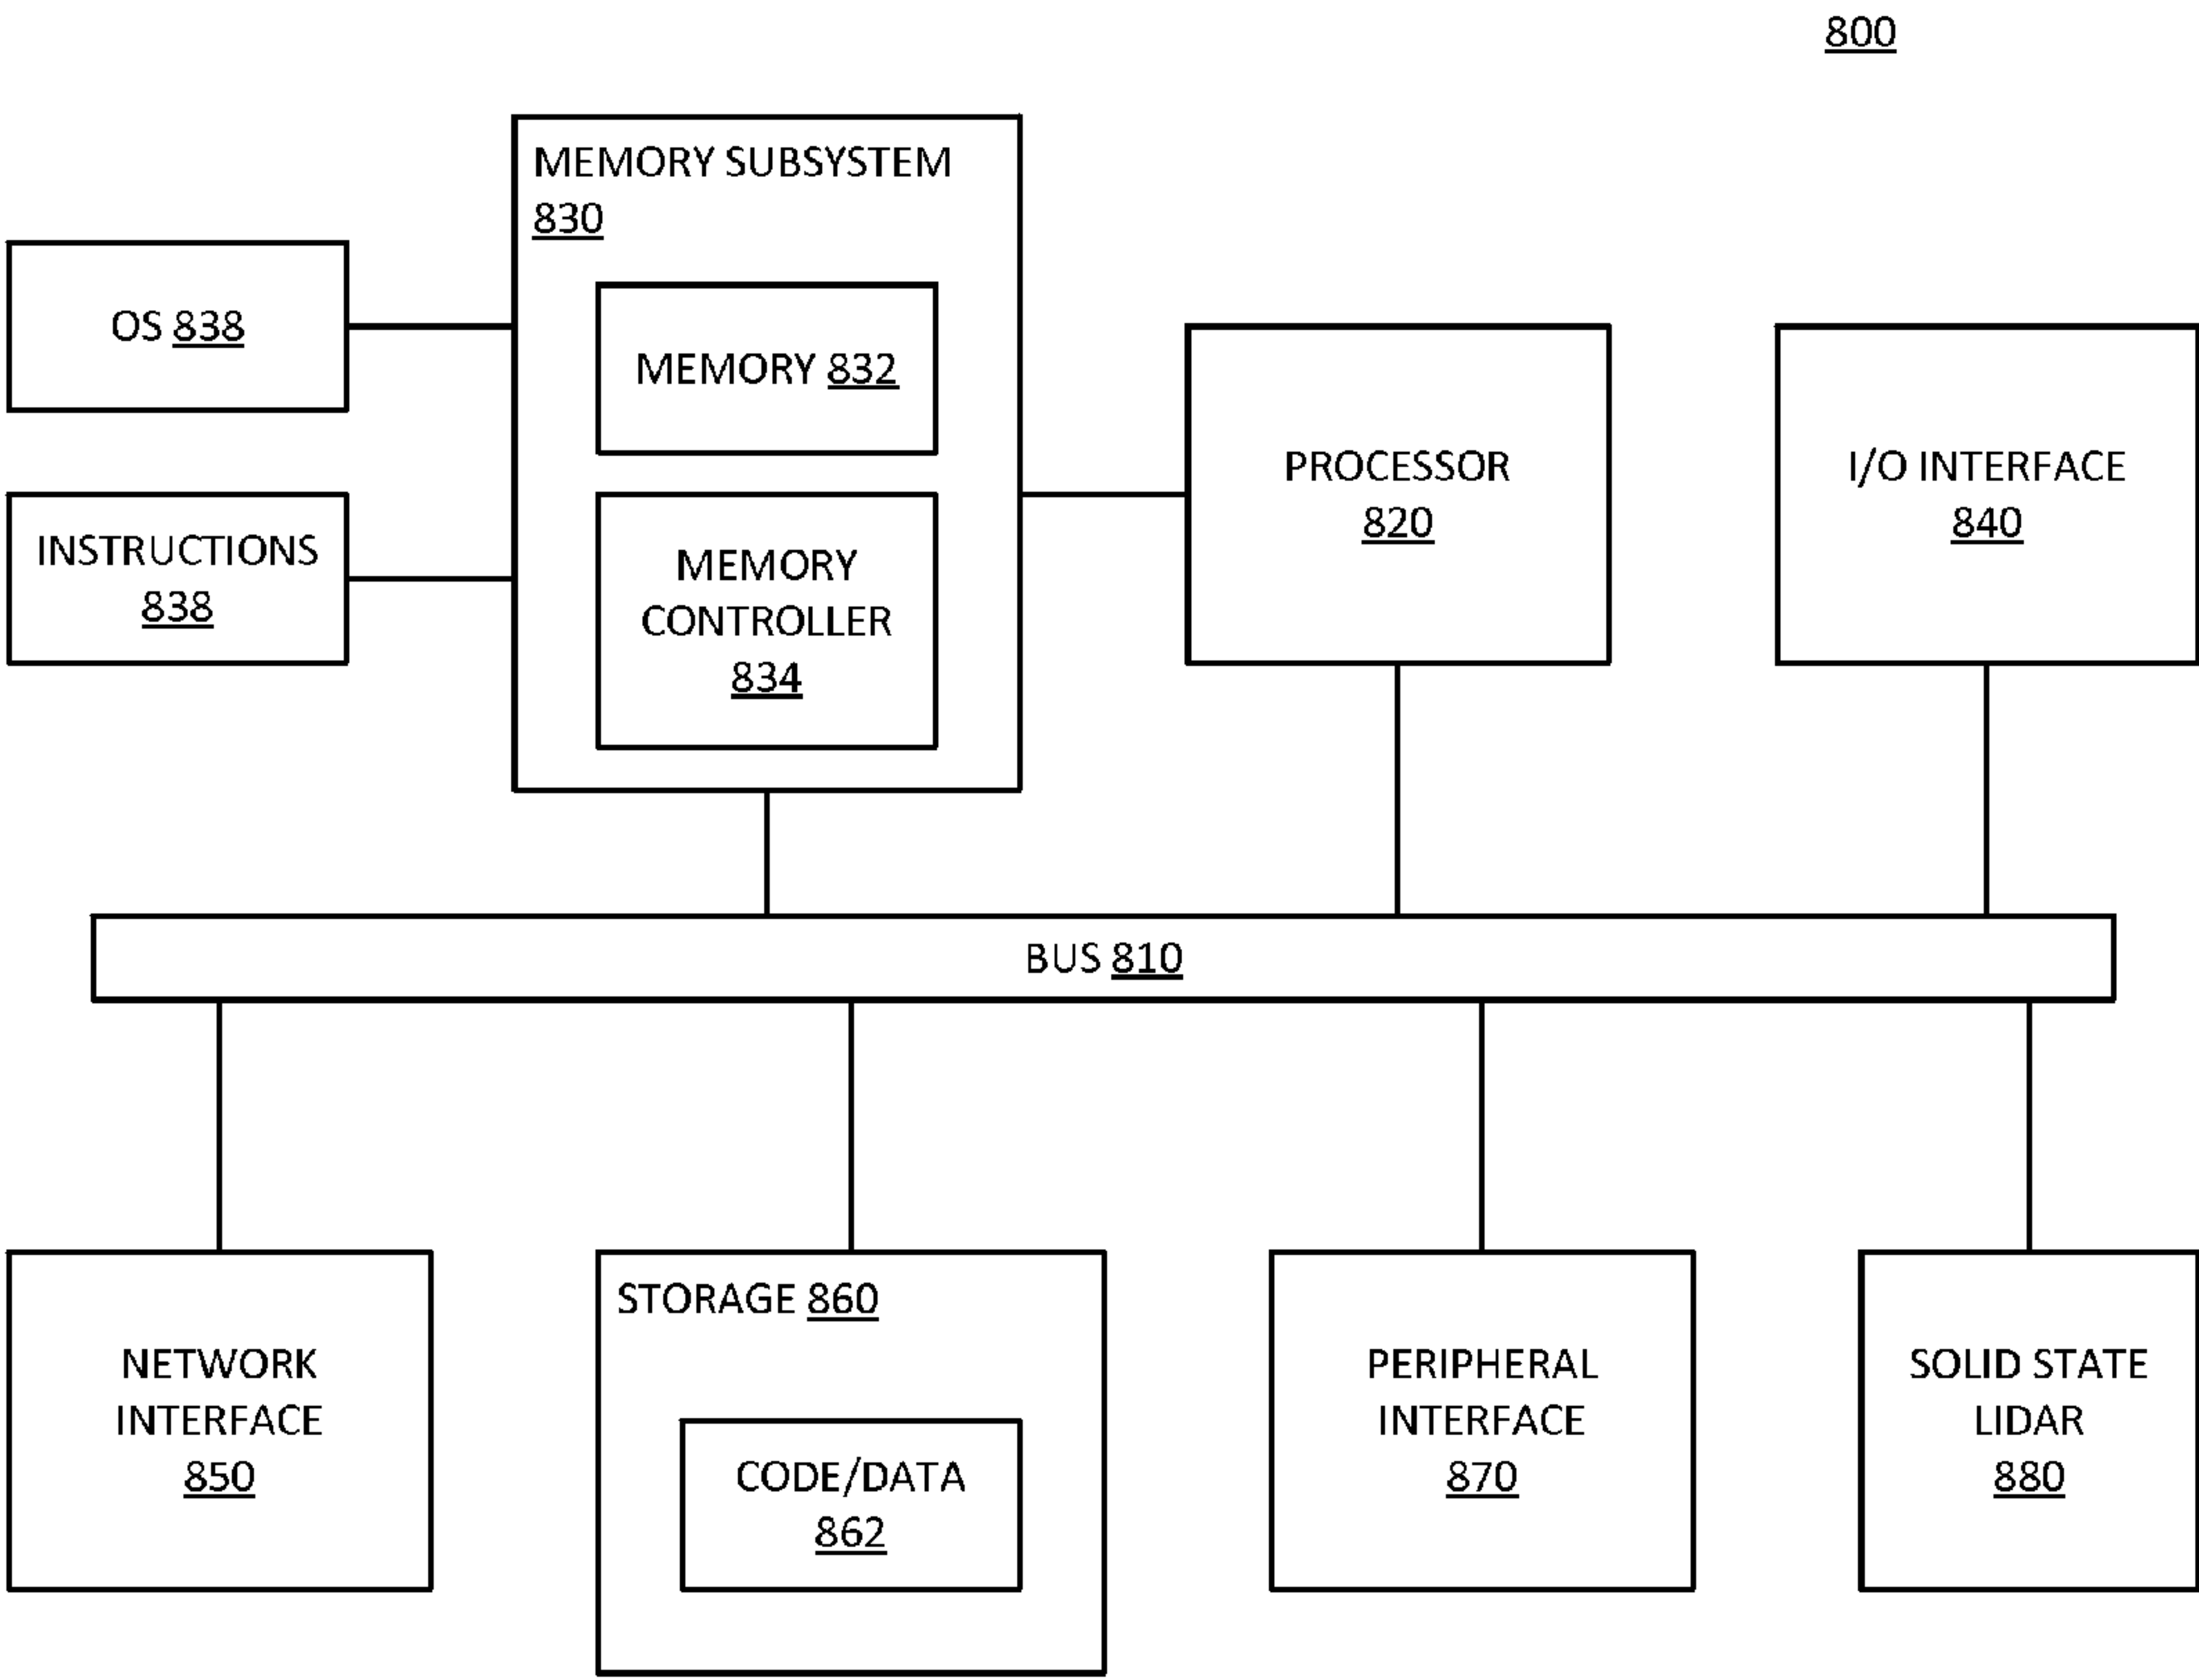 800
MEMORY SUBSYSTEM
830
OS 838
MEMORY 832
PROCESSOR
820
I/O INTERFACE
840
INSTRUCTIONS
838
MEMORY
CONTROLLER
834
BUS 810
NETWORK
INTERFACE
850
STORAGE 860
CODE/DATA
862
PERIPHERAL
INTERFACE
870
SOLID STATE
LIDAR
880